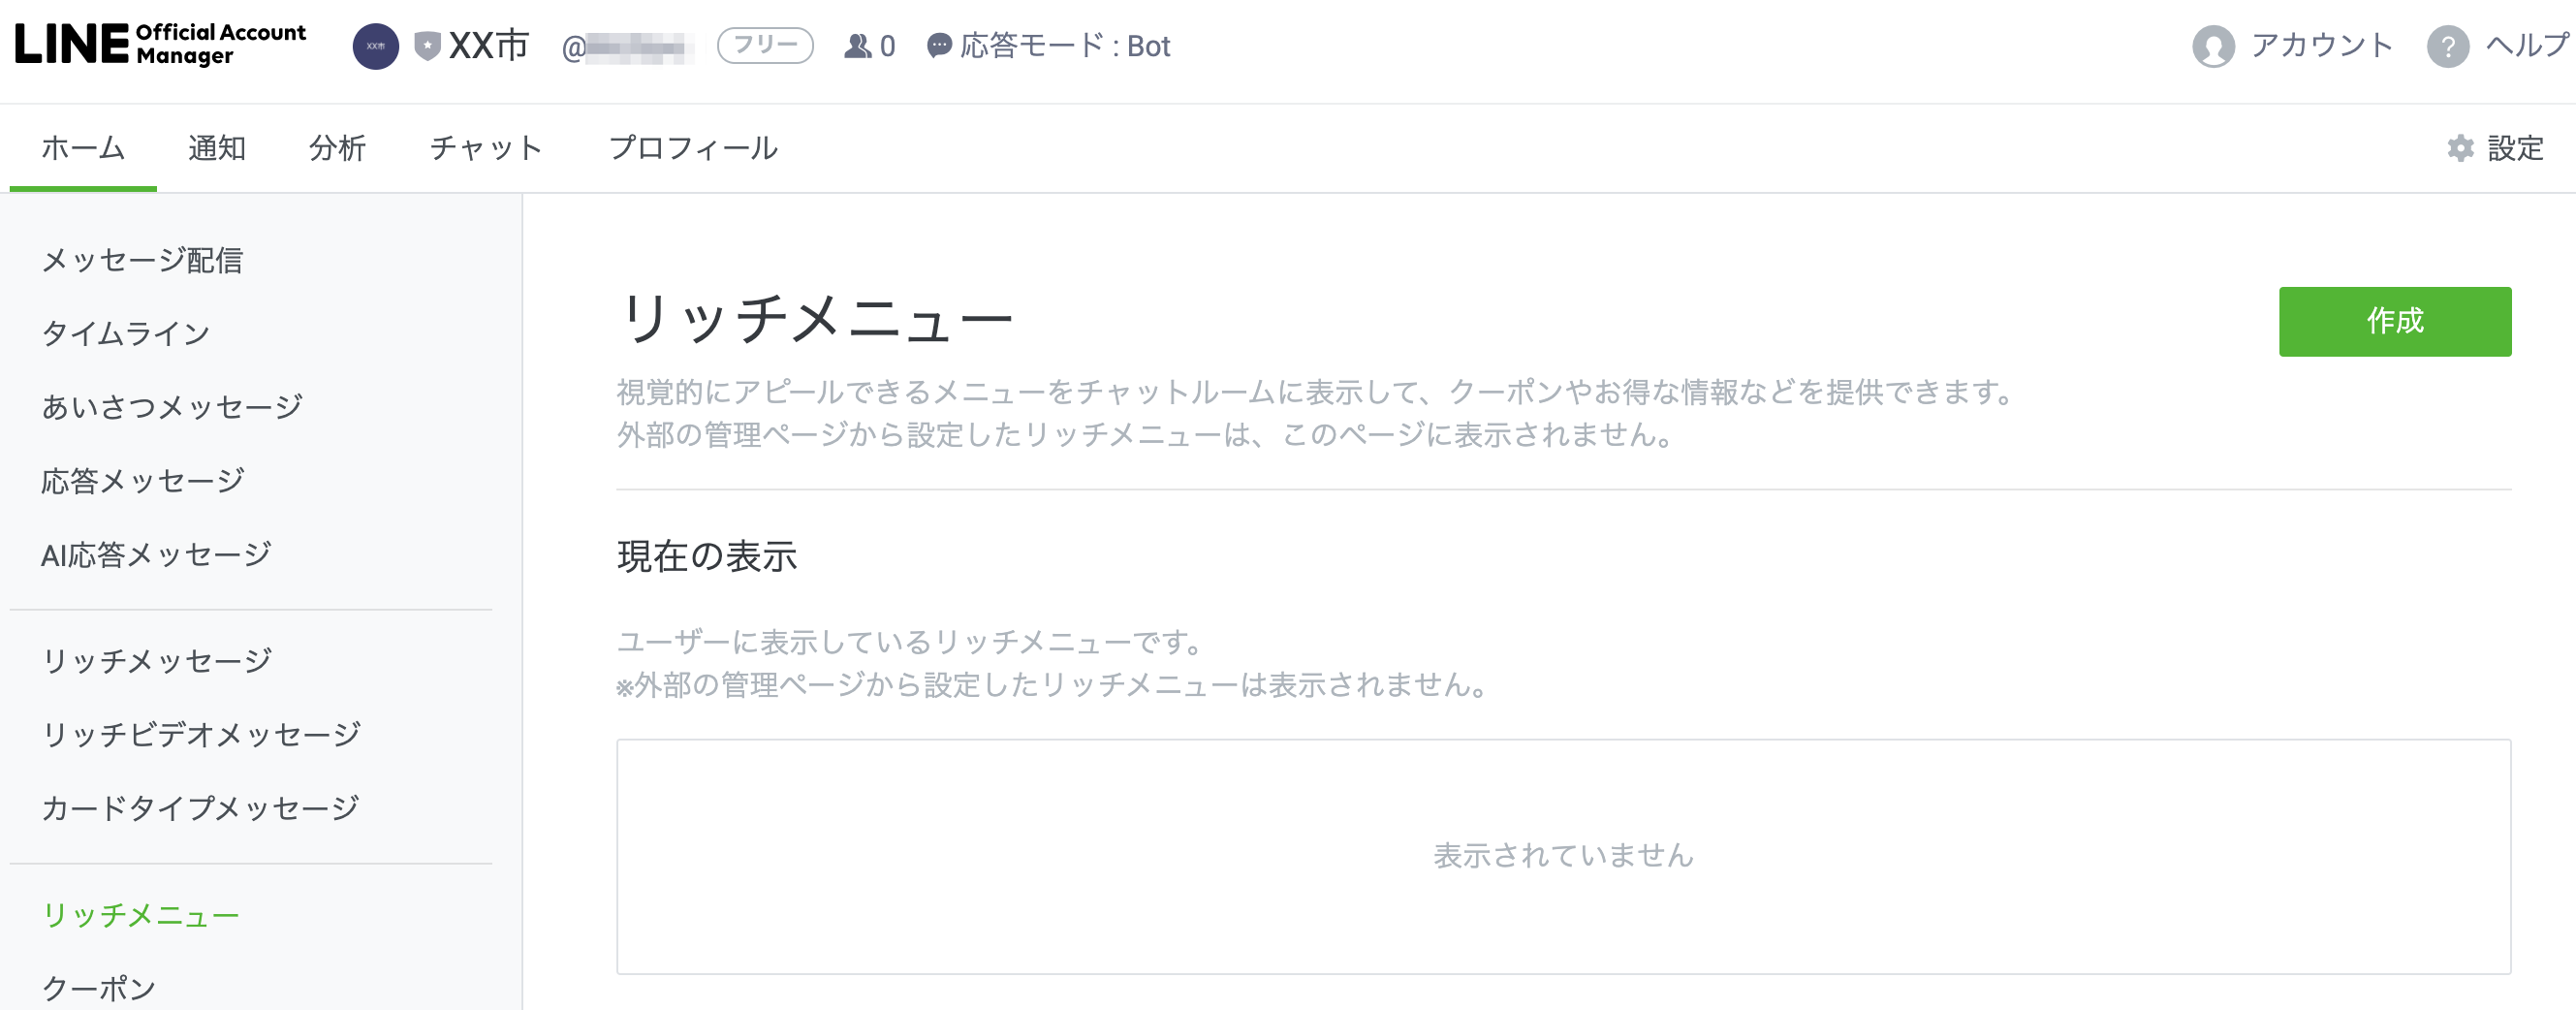 LINE Official Account Manager
XX市
XX市
@
フリー
0
応答モード : Bot
アカウント
? ヘルプ
ホーム
通知
分析
チャット
プロフィール
設定
メッセージ配信
タイムライン
あいさつメッセージ
応答メッセージ
AI応答メッセージ
リッチメッセージ
リッチビデオメッセージ
カードタイプメッセージ
リッチメニュー
クーポン
リッチメニュー
作成
視覚的にアピールできるメニューをチャットルームに表示して、クーポンやお得な情報などを提供できます。
外部の管理ページから設定したリッチメニューは、このページに表示されません。
現在の表示
ユーザーに表示しているリッチメニューです。
※外部の管理ページから設定したリッチメニューは表示されません。
表示されていません